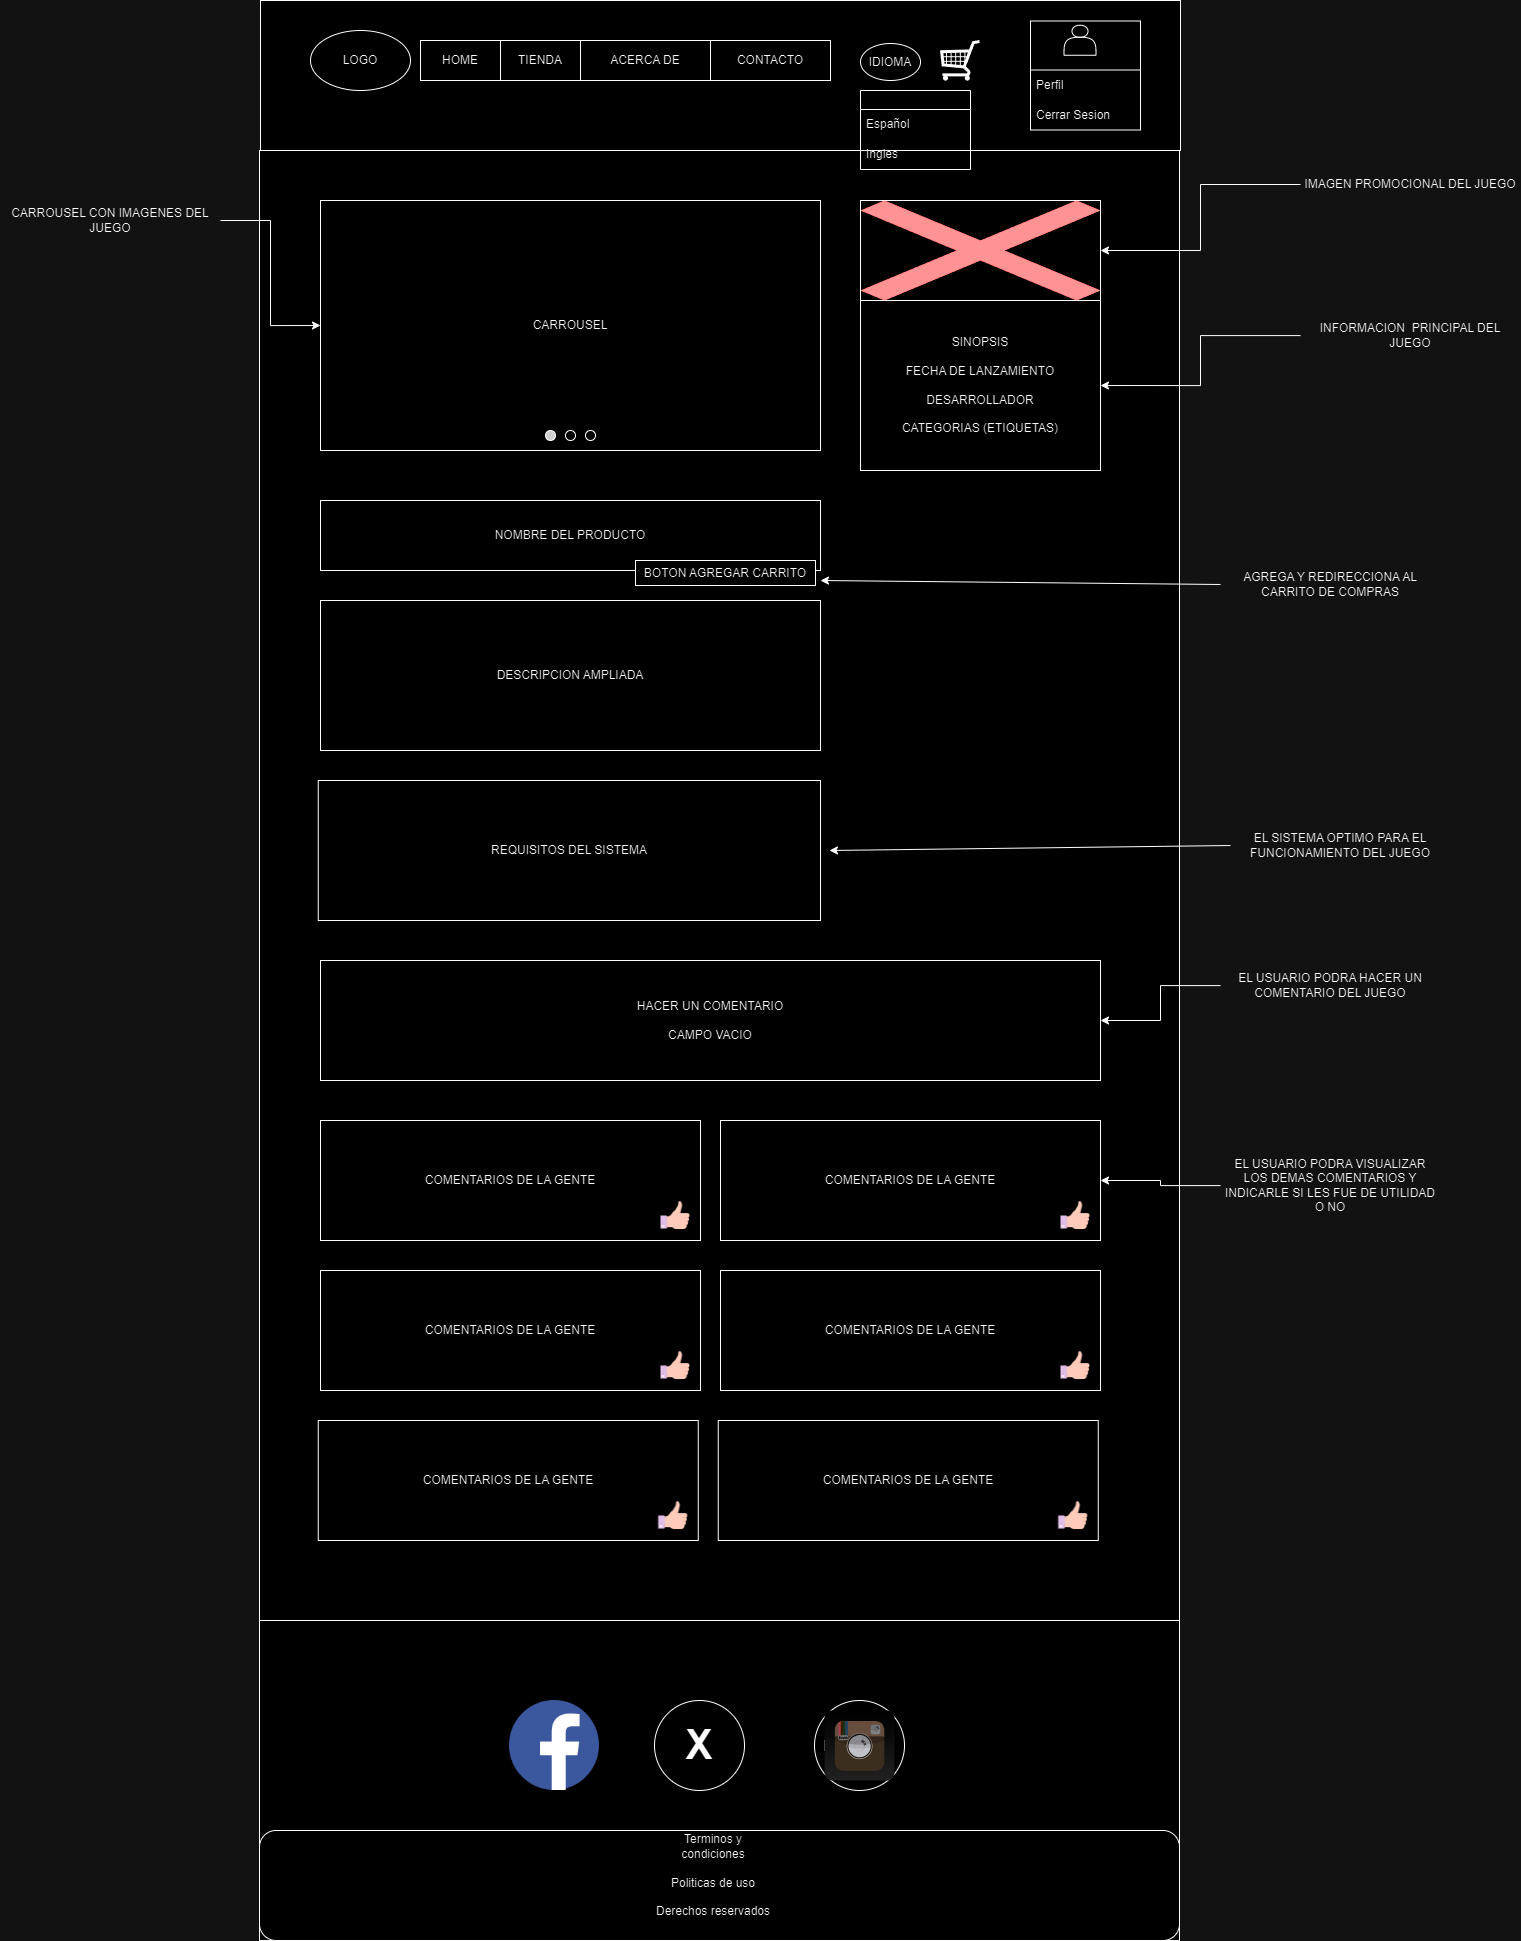 LOGO
HOME
TIENDA
ACERCA DE
CONTACTO
IDIOMA
Español
Ingles
Perfil
Cerrar Sesion
IMAGEN PROMOCIONAL DEL JUEGO
CARROUSEL CON IMAGENES DEL
JUEGO
CARROUSEL
INFORMACION  PRINCIPAL DEL
JUEGO
SINOPSIS
FECHA DE LANZAMIENTO
DESARROLLADOR
CATEGORIAS (ETIQUETAS)
NOMBRE DEL PRODUCTO
BOTON AGREGAR CARRITO
AGREGA Y REDIRECCIONA AL
CARRITO DE COMPRAS
DESCRIPCION AMPLIADA
REQUISITOS DEL SISTEMA
EL SISTEMA OPTIMO PARA EL
FUNCIONAMIENTO DEL JUEGO
HACER UN COMENTARIO
CAMPO VACIO
EL USUARIO PODRA HACER UN
COMENTARIO DEL JUEGO
COMENTARIOS DE LA GENTE
COMENTARIOS DE LA GENTE
EL USUARIO PODRA VISUALIZAR
LOS DEMAS COMENTARIOS Y
INDICARLE SI LES FUE DE UTILIDAD
O NO
COMENTARIOS DE LA GENTE
COMENTARIOS DE LA GENTE
COMENTARIOS DE LA GENTE
COMENTARIOS DE LA GENTE
f
X
Terminos y
condiciones
Politicas de uso
Derechos reservados